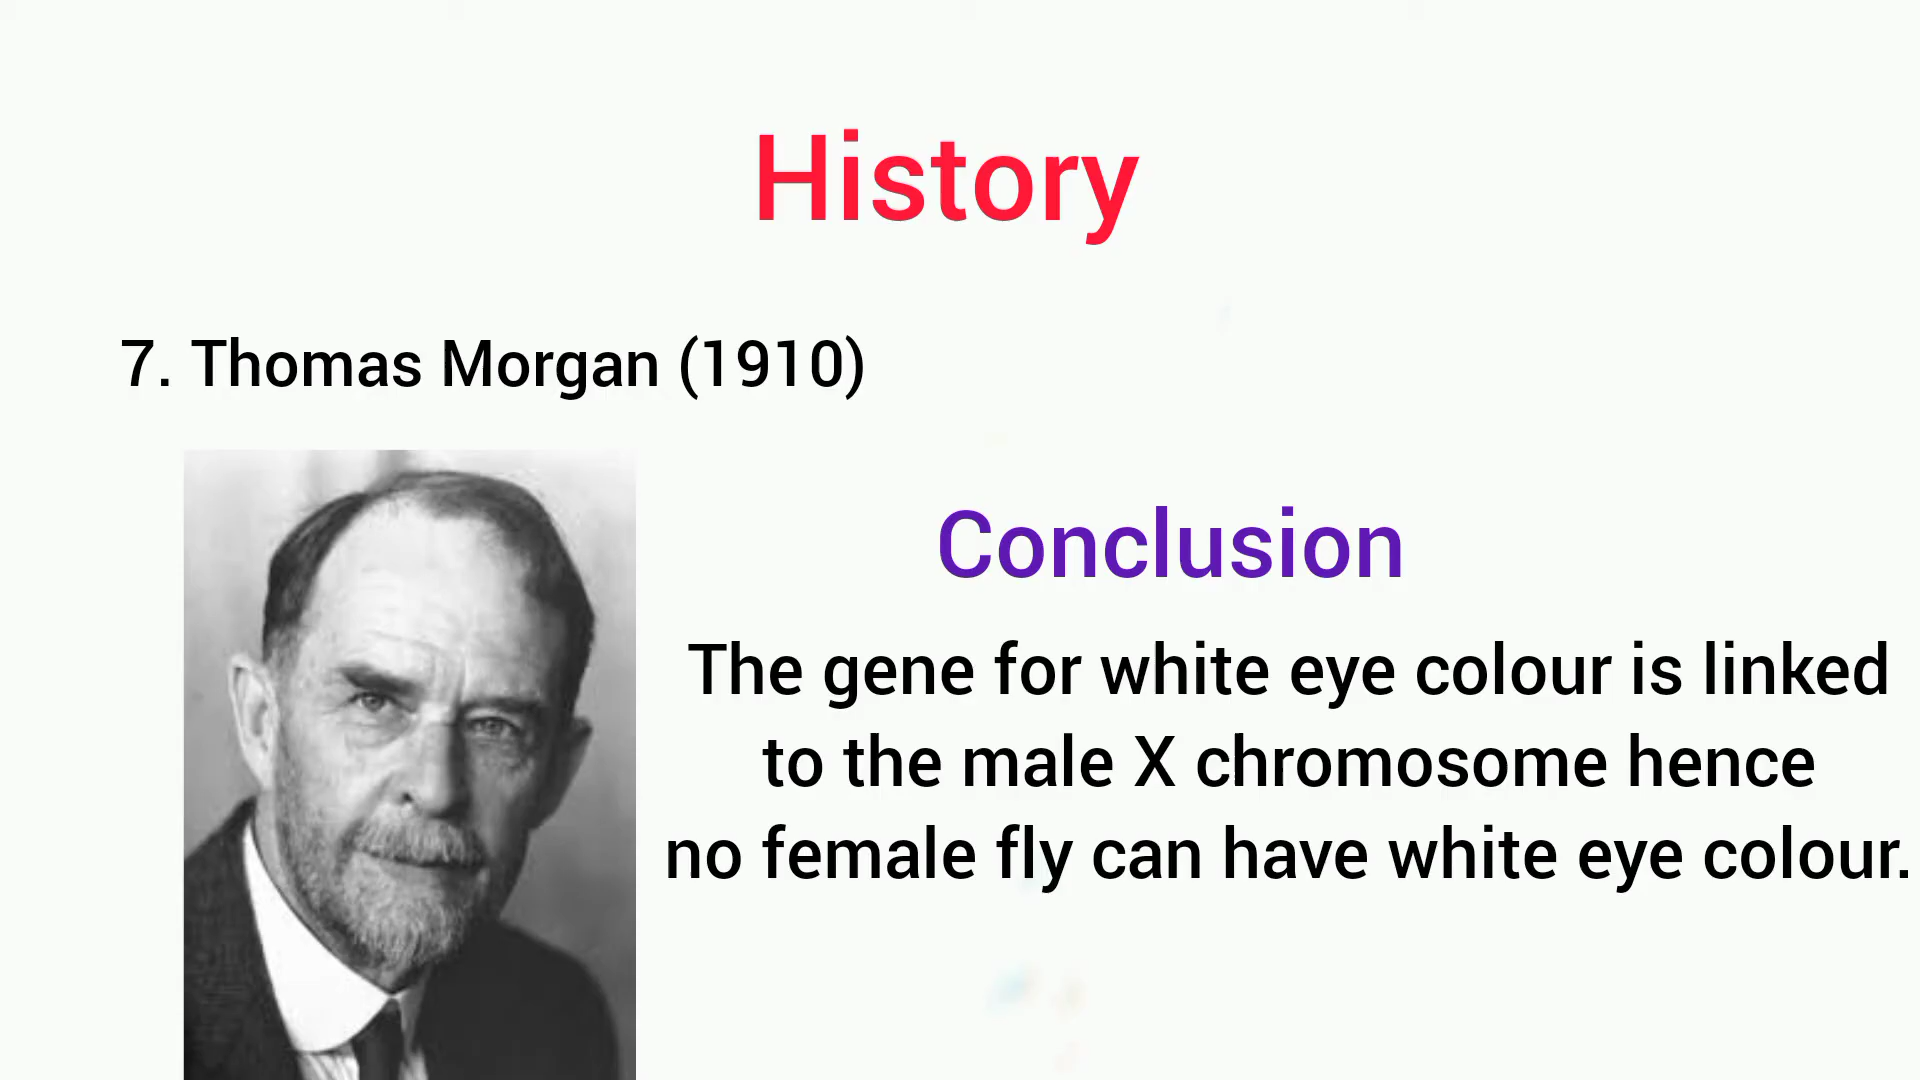 History
7. Thomas Morgan (1910)
Conclusion
The gene for white eye colour is linked
to the male X chromosome hence
no female fly can have white eye colour.